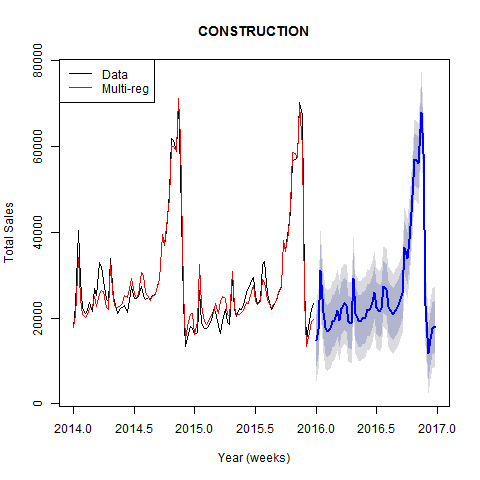 CONSTRUCTION
Data
Multi-reg
Total Sales
80000
60000
40000
20000
0
2014.0 2014.5 2015.0 2015.5 2016.0 2016.5 2017.0
Year (weeks)